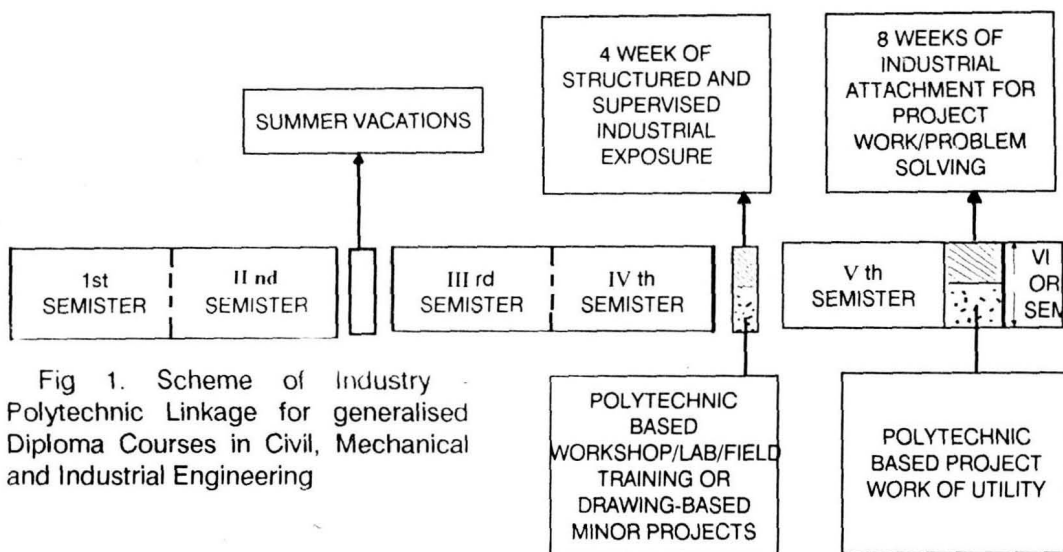 SUMMER VACATIONS
4 WEEK OF
STRUCTURED AND
SUPERVISED
INDUSTRIAL
EXPOSURE
8 WEEKS OF
INDUSTRIAL
ATTACHMENT FOR
PROJECT
WORK/PROBLEM
SOLVING
1st
SEMISTER
II nd
SEMISTER
III rd
SEMISTER
IV th
SEMISTER
V th
SEMISTER
VI
OR
SEM
Fig 1. Scheme of Industry
Polytechnic Linkage for generalised
Diploma Courses in Civil, Mechanical
and Industrial Engineering
POLYTECHNIC
BASED
WORKSHOP/LAB/FIELD
TRAINING OR
DRAWING-BASED
MINOR PROJECTS
POLYTECHNIC
BASED PROJECT
WORK OF UTILITY